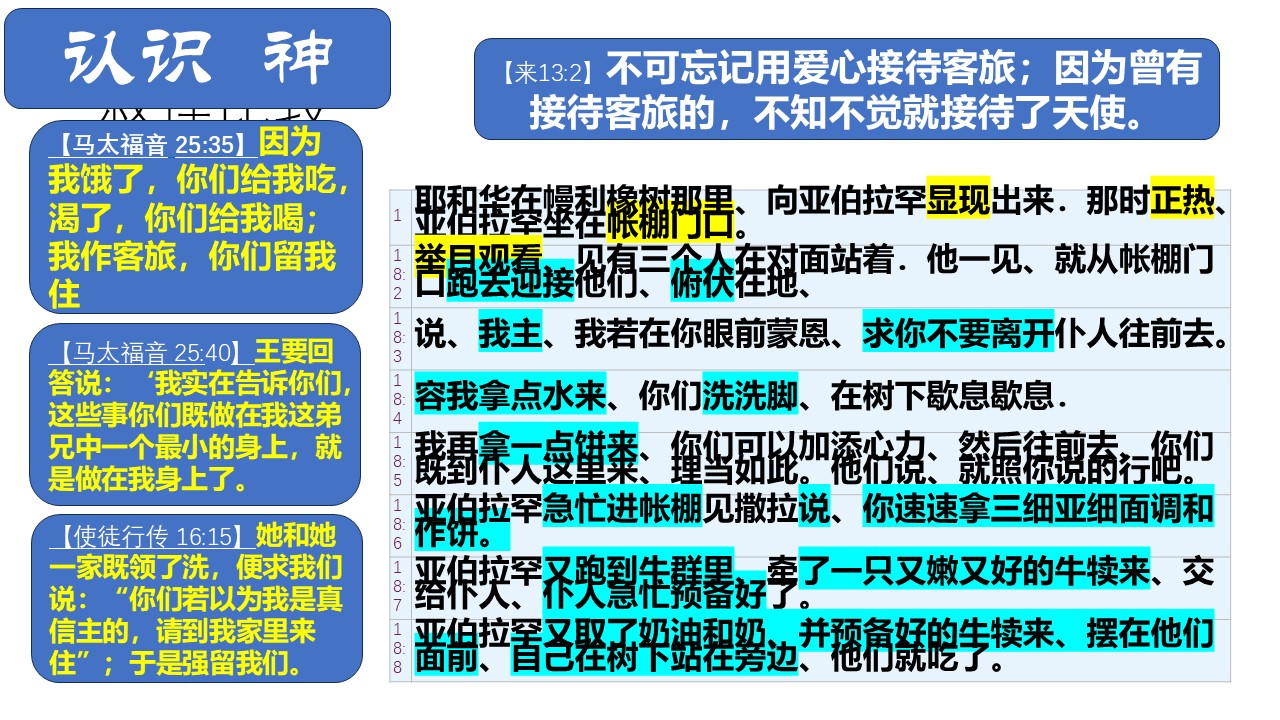 认识 神
【马太福音 25:35】因为
我饿了，你们给我吃，
渴了，你们给我喝；
我作客旅，你们留我
住
【马太福音 25:40】王要回
答说：‘我实在告诉你们，
这些事你们既做在我这弟
兄中一个最小的身上，就
是做在我身上了。
【使徒行传 16:15】她和她
一家既领了洗，便求我们
说：“你们若以为我是真
信主的，请到我家里来
住”；于是强留我们。
【来13:2】不可忘记用爱心接待客旅；因为曾有
接待客旅的，不知不觉就接待了天使。
1 耶和华在幔利橡树那里、向亚伯拉罕显现出来．那时正热、
亚伯拉罕坐在帐棚门口。
18:2 举目观看、见有三个人在对面站着．他一见、就从帐棚门
口跑去迎接他们、俯伏在地、
18:3 说、我主、我若在你眼前蒙恩、求你不要离开仆人往前去。
18:4 容我拿点水来、你们洗洗脚、在树下歇息歇息．
18:5 我再拿一点饼来、你们可以加添心力、然后往前去、你们
既到仆人这里来、理当如此。他们说、就照你说的行吧。
18:6 亚伯拉罕急忙进帐棚见撒拉说、你速速拿三细亚细面调和
作饼。
18:7 亚伯拉罕又跑到牛群里、牵了一只又嫩又好的牛犊来、交
给仆人、仆人急忙预备好了。
18:8 亚伯拉罕又取了奶油和奶、并预备好的牛犊来、摆在他们
面前、自己在树下站在旁边、他们就吃了。